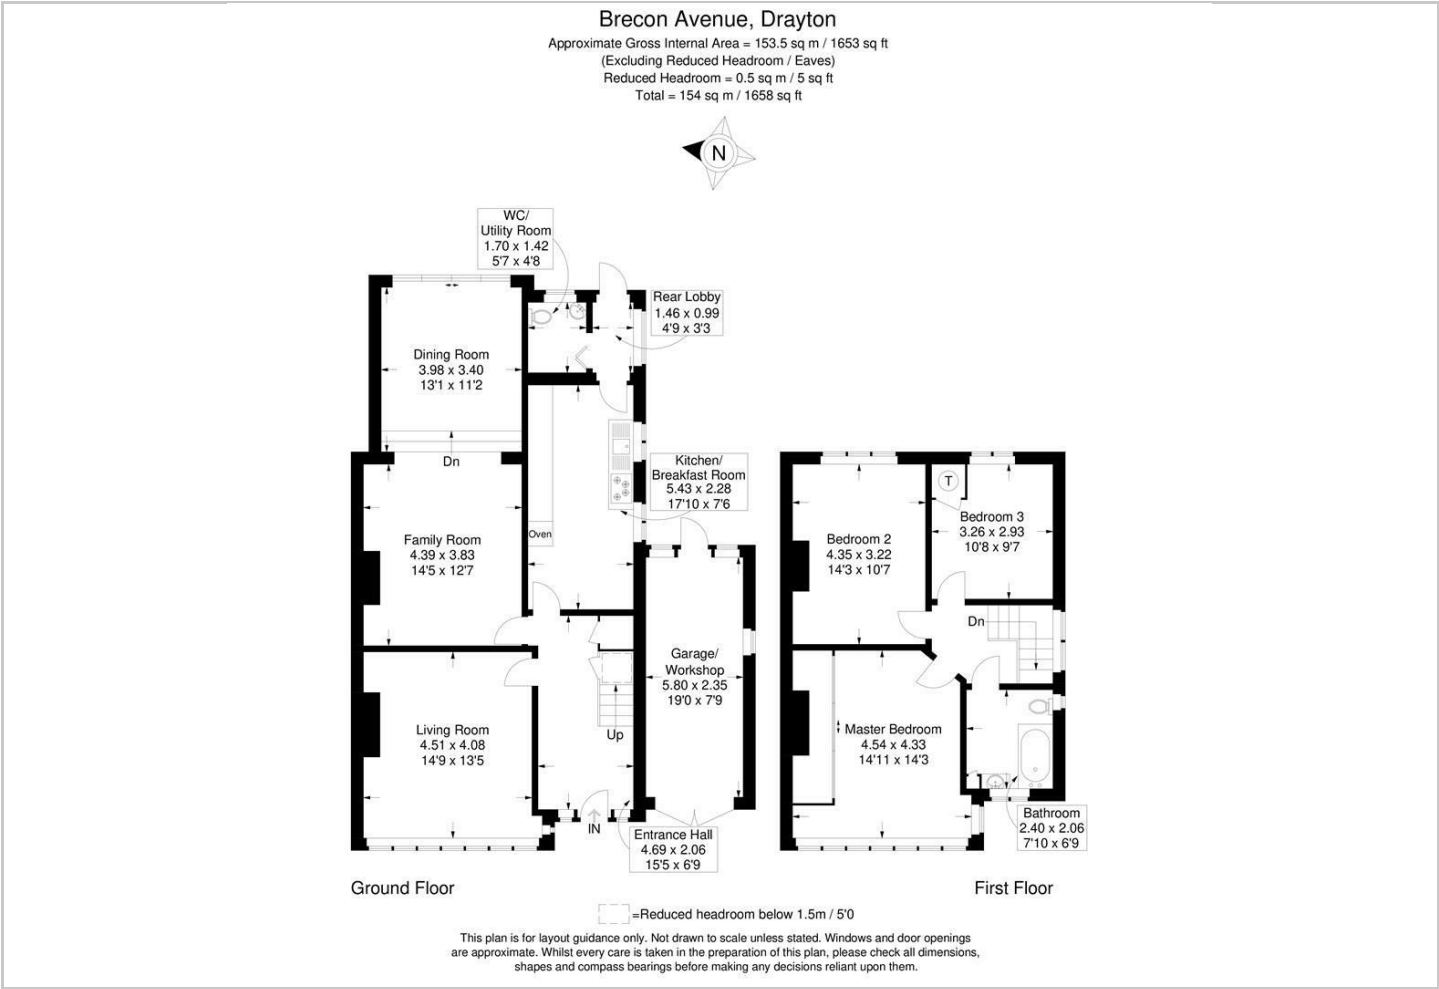 Brecon Avenue, Drayton
Approximate Gross Internal Area = 153.5 sq m / 1653 sq ft
(Excluding Reduced Headroom / Eaves)
Reduced Headroom = 0.5 sq m / 5 sq ft
Total = 154 sq m / 1658 sq ft
N
WC/
Utility Room
1.70 x 1.42
5'7 x 4'8
Rear Lobby
1.46 x 0.99
4'9 x 3'3
Dining Room
3.98 x 3.40
13'1 x 11'2
Dn
Kitchen/
Breakfast Room
5.43 x 2.28
17'10 x 7'6
Oven
Family Room
4.39 x 3.83
14'5 x 12'7
Garage/
Workshop
5.80 x 2.35
19'0 x 7'9
Living Room
4.51 x 4.08
14'9 x 13'5
Up
IN
Entrance Hall
4.69 x 2.06
15'5 x 6'9
Ground Floor
T
Bedroom 3
3.26 x 2.93
10'8 x 9'7
Bedroom 2
4.35 x 3.22
14'3 x 10'7
Dn
Master Bedroom
4.54 x 4.33
14'11 x 14'3
Bathroom
2.40 x 2.06
7'10 x 6'9
First Floor
=Reduced headroom below 1.5m / 5'0
This plan is for layout guidance only. Not drawn to scale unless stated. Windows and door openings
are approximate. Whilst every care is taken in the preparation of this plan, please check all dimensions,
shapes and compass bearings before making any decisions reliant upon them.